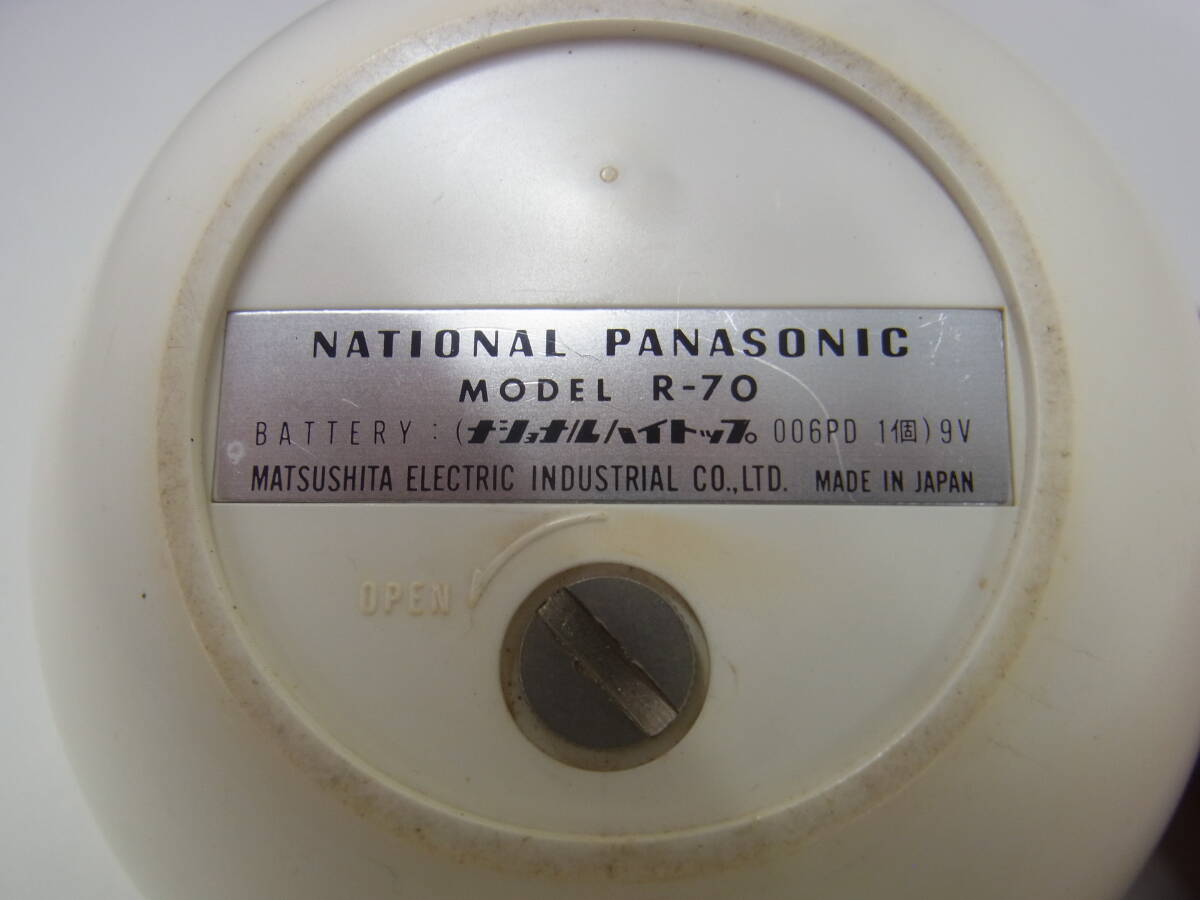 NATIONAL PANASONIC
MODEL R-70
BATTERY : (ナショナルハイトップ 006PD 1個) 9V
MATSUSHITA ELECTRIC INDUSTRIAL CO.,LTD. MADE IN JAPAN
OPEN